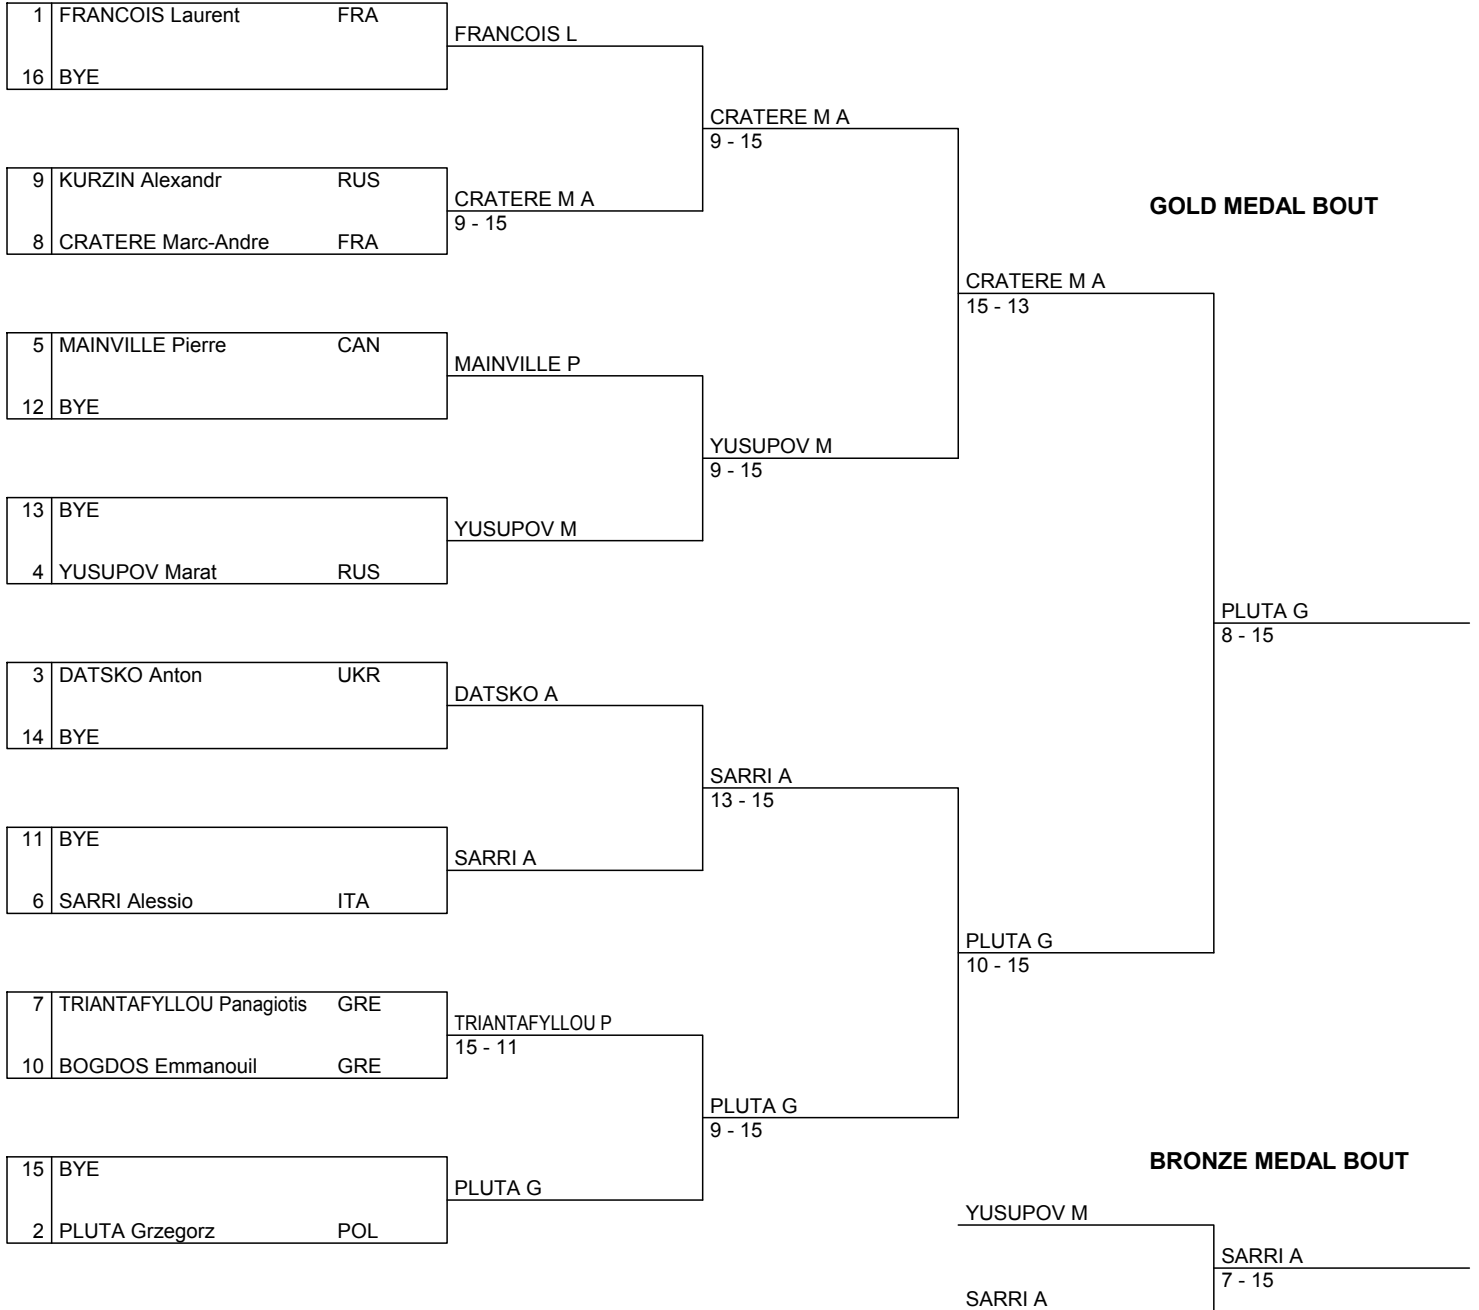 1 FRANCOIS Laurent FRA
16 BYE
9 KURZIN Alexandr RUS
8 CRATERE Marc-Andre FRA
5 MAINVILLE Pierre CAN
12 BYE
13 BYE
4 YUSUPOV Marat RUS
3 DATSKO Anton UKR
14 BYE
11 BYE
6 SARRI Alessio ITA
7 TRIANTAFYLLOU Panagiotis GRE
10 BOGDOS Emmanouil GRE
15 BYE
2 PLUTA Grzegorz POL
FRANCOIS L
CRATERE M A
9 - 15
MAINVILLE P
YUSUPOV M
DATSKO A
SARRI A
TRIANTAFYLLOU P
15 - 11
PLUTA G
CRATERE M A
9 - 15
YUSUPOV M
9 - 15
SARRI A
13 - 15
PLUTA G
9 - 15
CRATERE M A
15 - 13
PLUTA G
10 - 15
GOLD MEDAL BOUT
PLUTA G
8 - 15
BRONZE MEDAL BOUT
YUSUPOV M
SARRI A
SARRI A
7 - 15